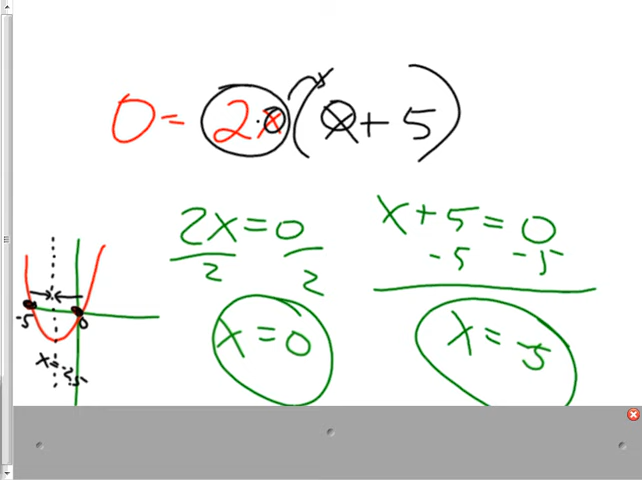 0 = 2x (x + 5)
2x = 0
2 2
x = 0
x + 5 = 0
-5 -5
x = -5
-5 0
x = -2.5